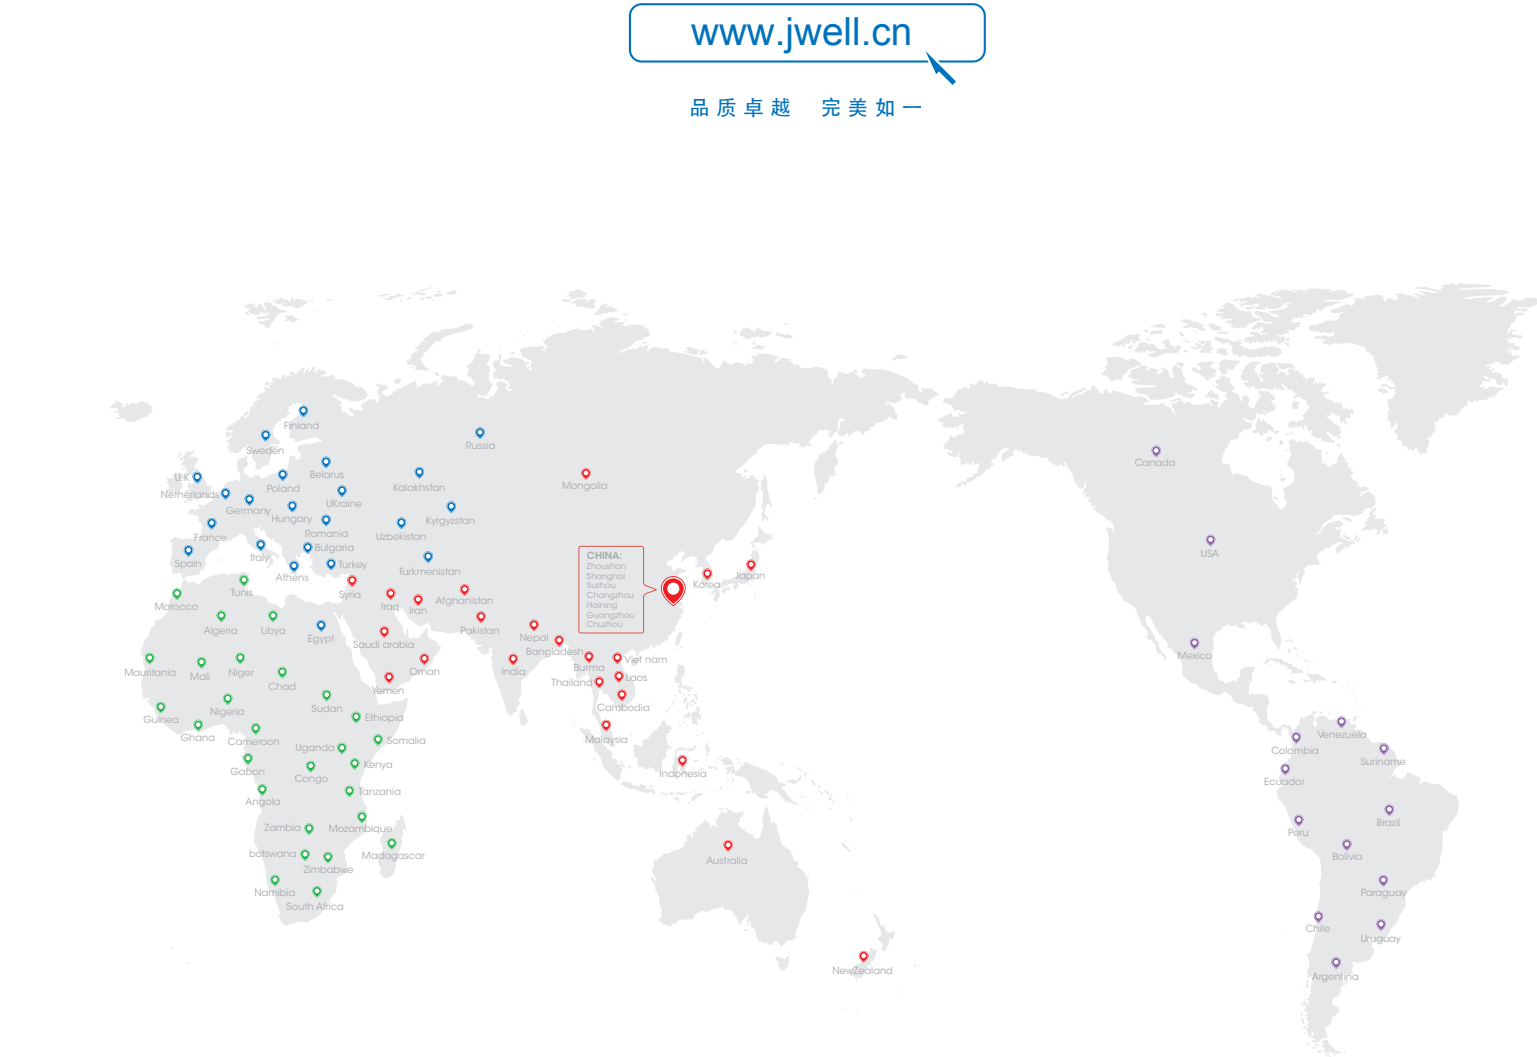 www.jwell.cn
品质卓越 完美如一
Finland
Sweden
Russia
U.K
Belarus
Poland
Kalakhstan
Mongolia
Canada
Netherlands
Germany
UKraine
Hungary
Kyrgyzstan
France
Romania
Uzbekistan
Italy
Bulgaria
Spain
Athens
Turkey
Turkmenistan
USA
CHINA:
Zhoushan
Shanghai
Suzhou
Changzhou
Haining
Guangzhou
Chuzhou
Korea
Japan
Tunis
Syria
Morocco
Iraq
Iran
Afghanistan
Algeria
Libya
Egypt
Saudi arabia
Pakistan
Nepal
Bangladesh
Mexico
Mauritania
Mali
Niger
Chad
Oman
India
Burma
Viet nam
Yemen
Thailand
Laos
Nigeria
Sudan
Cambodia
Guinea
Ethiopia
Ghana
Cameroon
Uganda
Somalia
Malaysia
Venezuela
Colombia
Gabon
Congo
Kenya
Indonesia
Suriname
Ecuador
Angola
Tanzania
Zambia
Mozambique
Peru
Brazil
botswana
Zimbabwe
Madagascar
Australia
Bolivia
Namibia
South Africa
Paraguay
Chile
Uruguay
NewZealand
Argentina